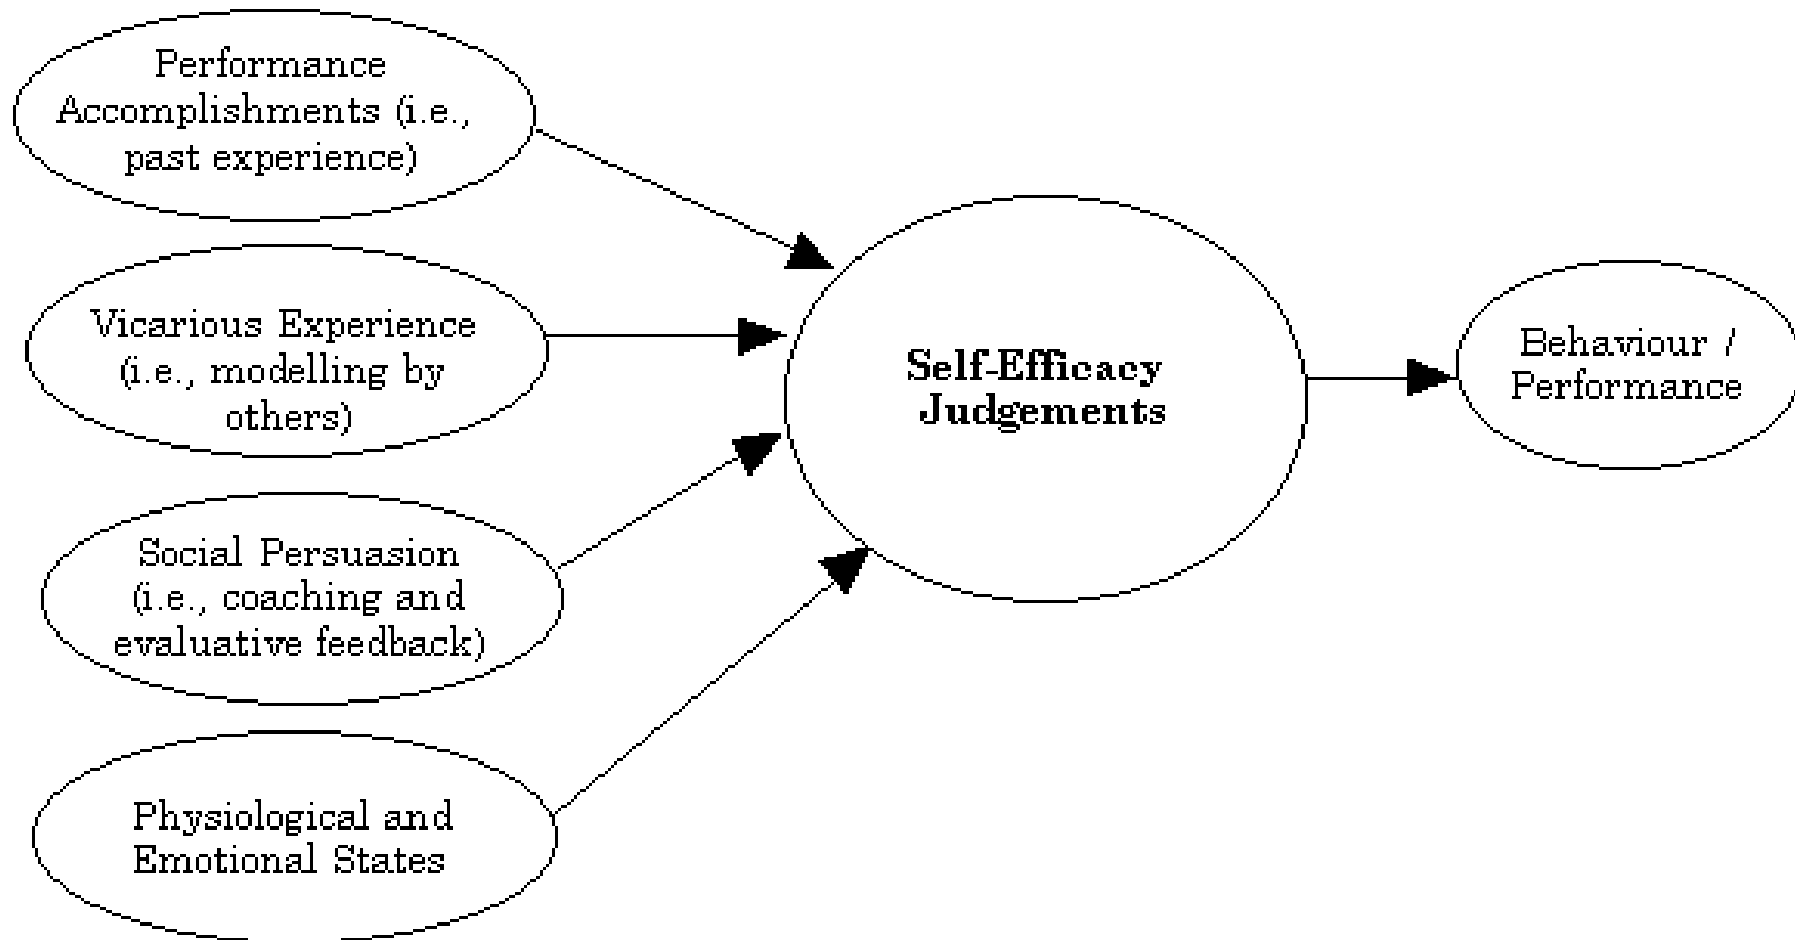 Performance
Accomplishments (i.e.,
past experience)
Vicarious Experience
(i.e., modelling by
others)
Social Persuasion
(i.e., coaching and
evaluative feedback)
Physiological and
Emotional States
Self-Efficacy
Judgements
Behaviour /
Performance